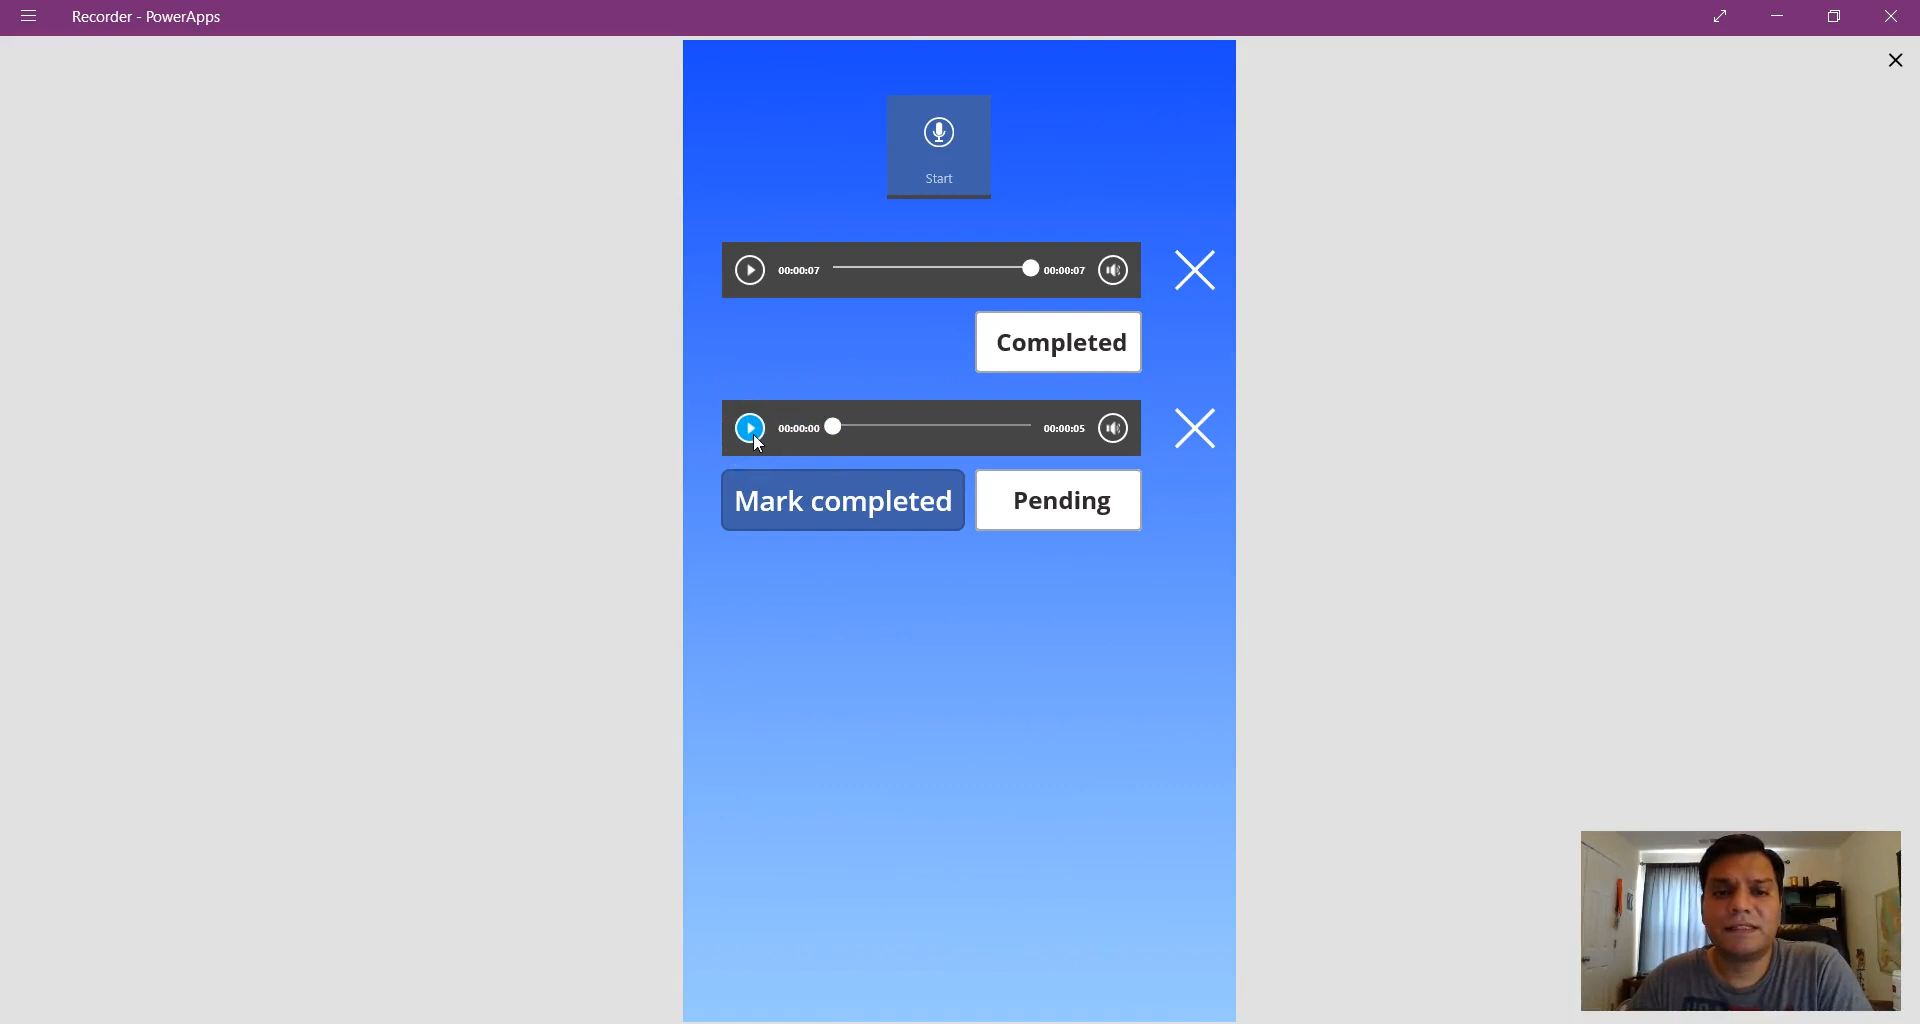 Recorder - PowerApps
Start
00:00:07 00:00:07
Completed
00:00:00 00:00:05
Mark completed Pending